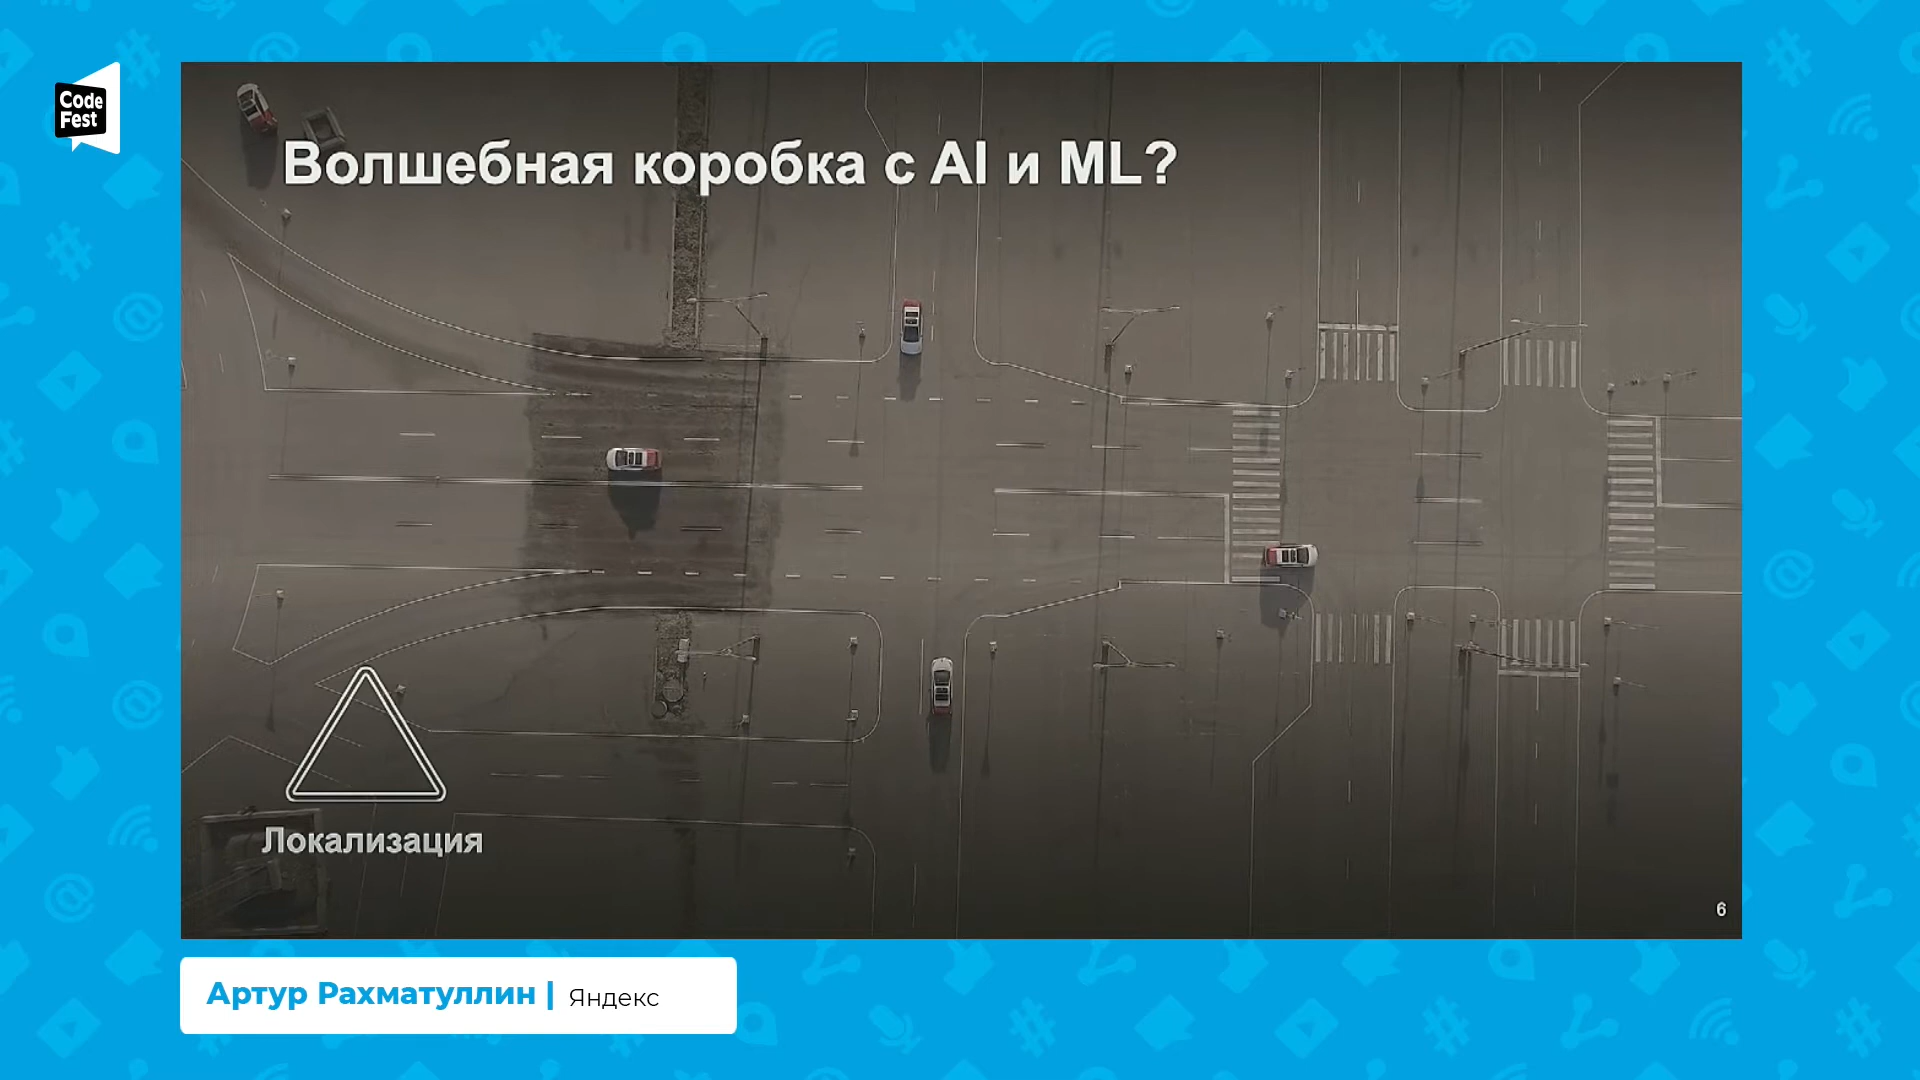 Code
Fest
Волшебная коробка с AI и ML?
Локализация
6
Артур Рахматуллин | Яндекс